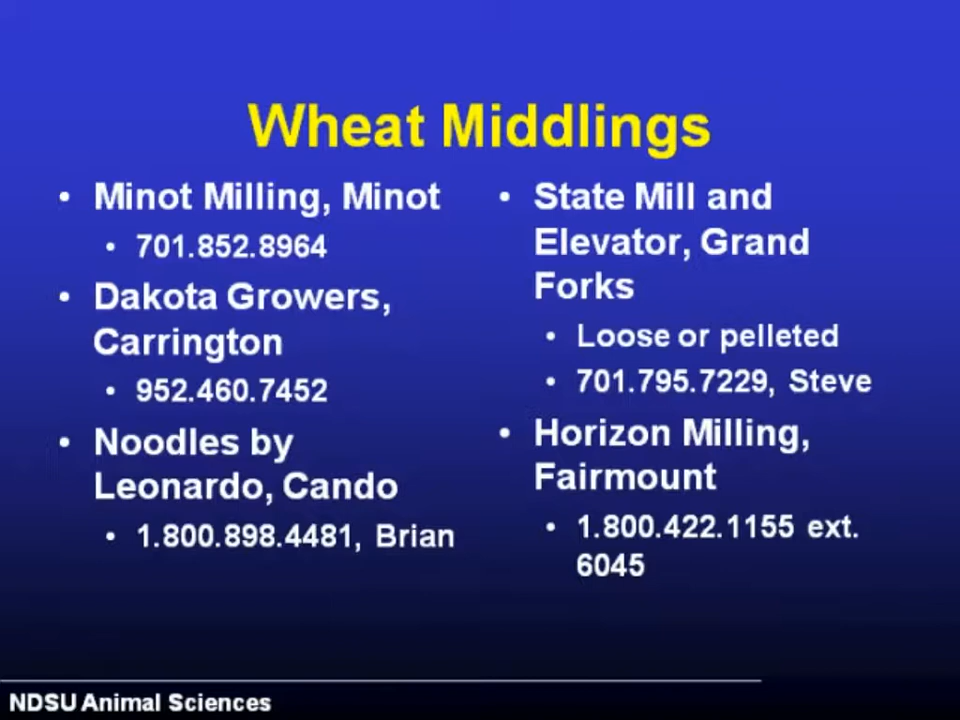 Wheat Middlings
• Minot Milling, Minot
• 701.852.8964
• Dakota Growers,
Carrington
• 952.460.7452
• Noodles by
Leonardo, Cando
• 1.800.898.4481, Brian
• State Mill and
Elevator, Grand
Forks
• Loose or pelleted
• 701.795.7229, Steve
• Horizon Milling,
Fairmount
• 1.800.422.1155 ext.
6045
NDSU Animal Sciences